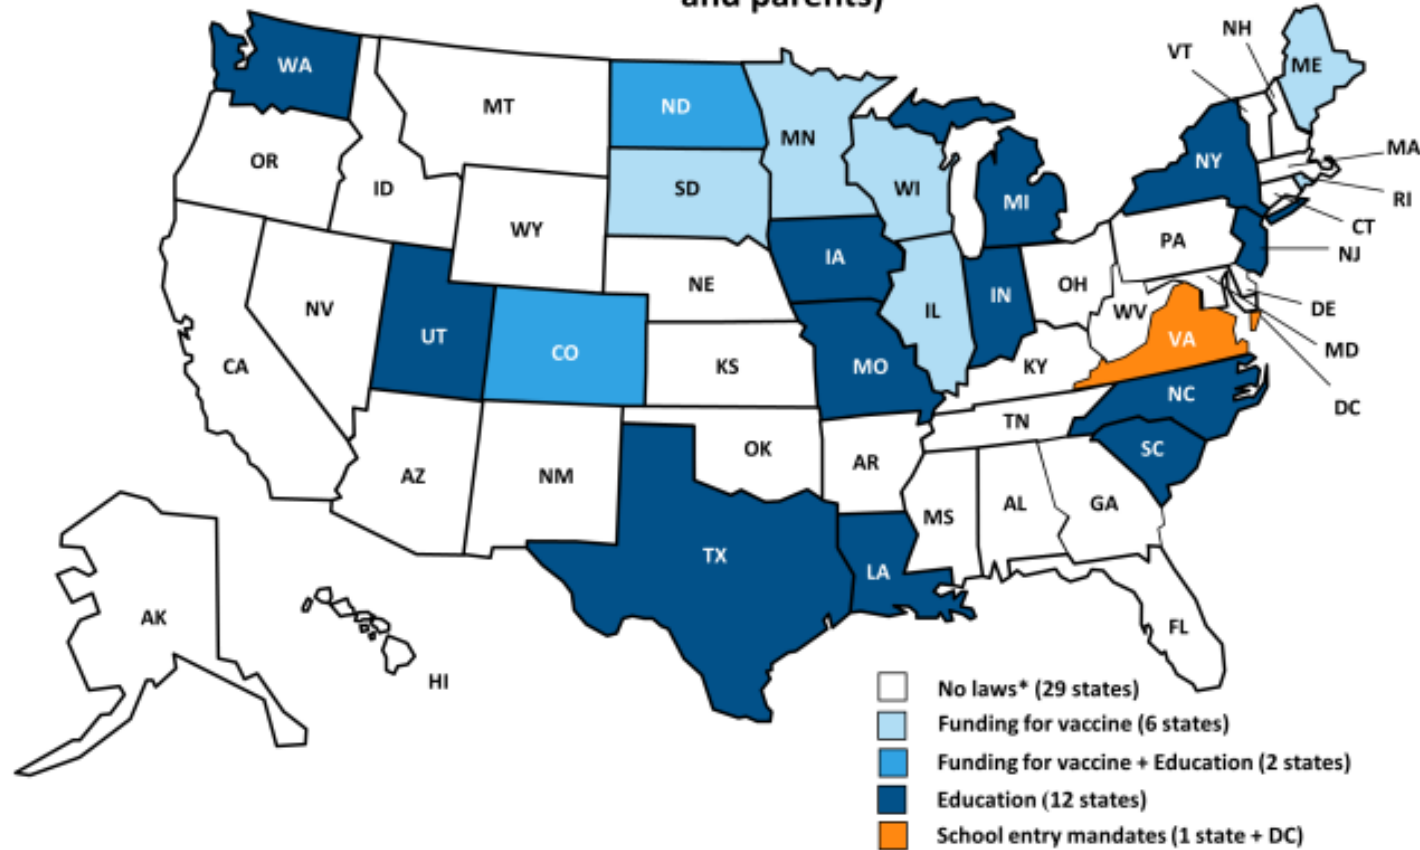 and parents)
NH
VT
ME
WA
MT
ND
MN
OR
ID
SD
WI
MI
NY
MA
RI
CT
NJ
WY
PA
IA
NE
IL
IN
OH
WV
DE
NV
UT
CO
CA
KS
MO
KY
VA
MD
DC
NC
TN
SC
AZ
NM
OK
AR
MS
AL
GA
TX
LA
AK
FL
HI
No laws* (29 states)
Funding for vaccine (6 states)
Funding for vaccine + Education (2 states)
Education (12 states)
School entry mandates (1 state + DC)